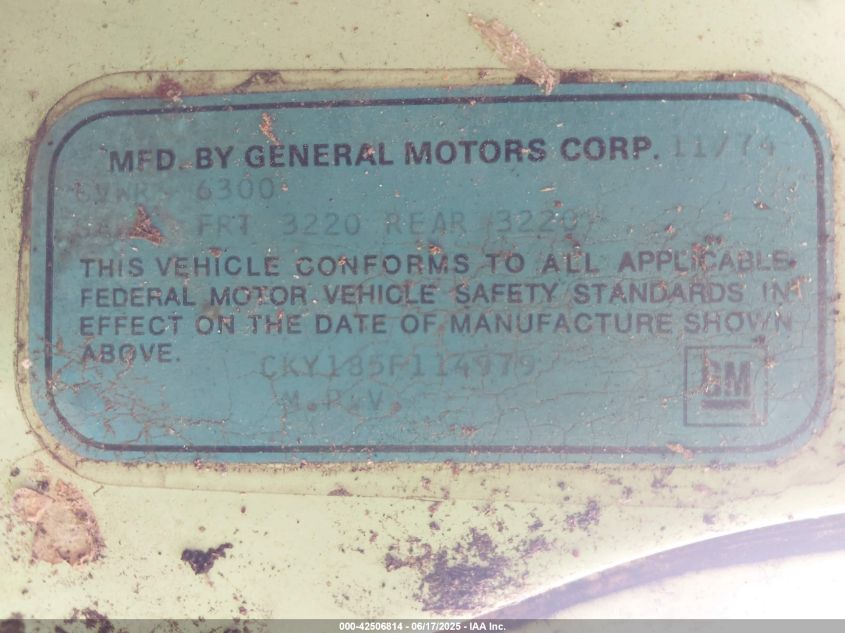 MFD. BY GENERAL MOTORS CORP. 11/74
GVWR 6300
FRT 3220 REAR 3220
THIS VEHICLE CONFORMS TO ALL APPLICABLE
FEDERAL MOTOR VEHICLE SAFETY STANDARDS IN
EFFECT ON THE DATE OF MANUFACTURE SHOWN
ABOVE.
CKY185F114979
M.P.V.
GM
000-42506814 - 06/17/2025 - IAA Inc.